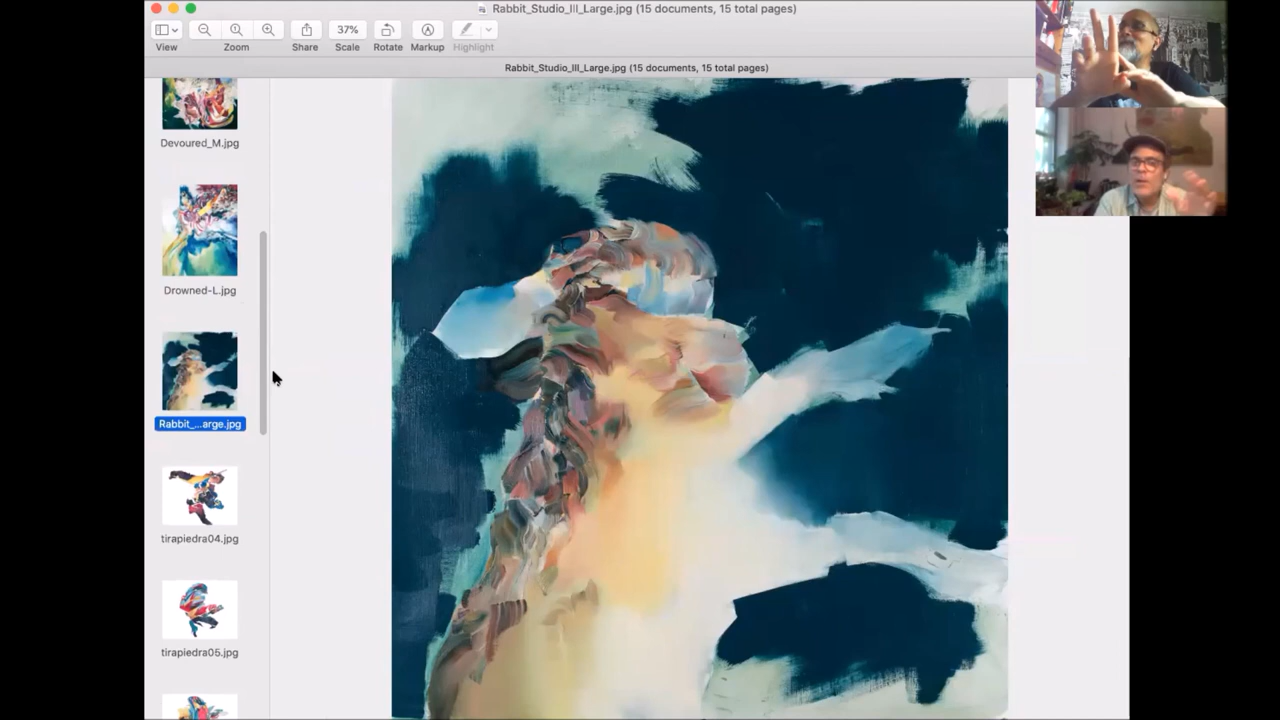 Rabbit_Studio_III_Large.jpg (15 documents, 15 total pages)
37%
View
Zoom
Share
Scale
Rotate
Markup
Highlight
Rabbit_Studio_III_Large.jpg (15 documents, 15 total pages)
Devoured_M.jpg
Drowned-L.jpg
Rabbit_...arge.jpg
tirapiedra04.jpg
tirapiedra05.jpg